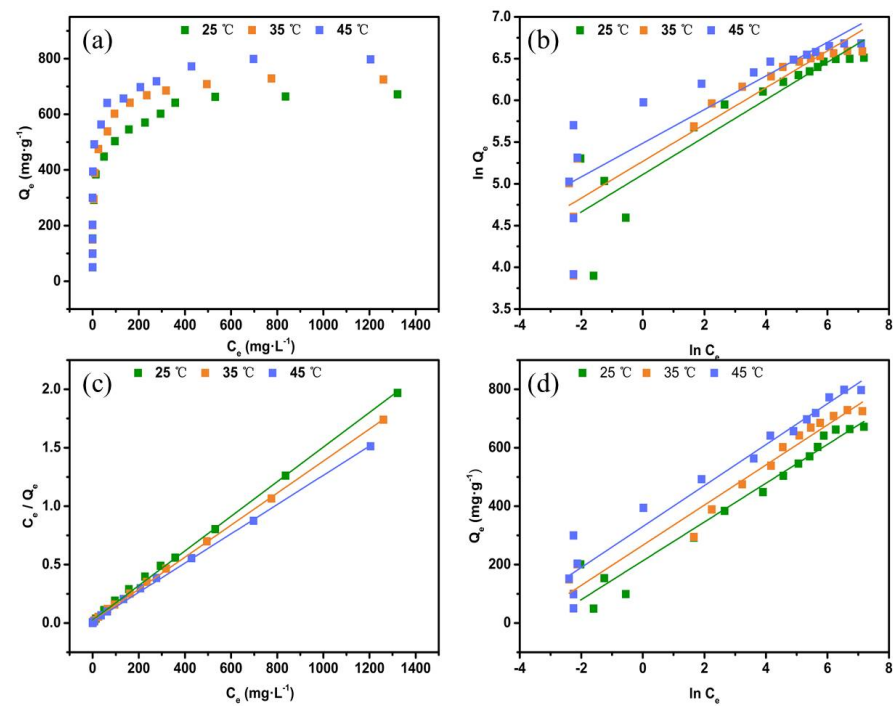 (a)
25 ℃ 35 ℃ 45 ℃
Qe (mg·g-1)
800
600
400
200
0
0 200 400 600 800 1000 1200 1400
Ce (mg·L-1)
(b)
25 ℃ 35 ℃ 45 ℃
ln Qe
7.0
6.5
6.0
5.5
5.0
4.5
4.0
3.5
-4 -2 0 2 4 6 8
ln Ce
(c)
25 ℃ 35 ℃ 45 ℃
Ce / Qe
2.0
1.5
1.0
0.5
0.0
0 200 400 600 800 1000 1200 1400
Ce (mg·L-1)
(d)
25 ℃ 35 ℃ 45 ℃
Qe (mg·g-1)
800
600
400
200
0
-4 -2 0 2 4 6 8
ln Ce